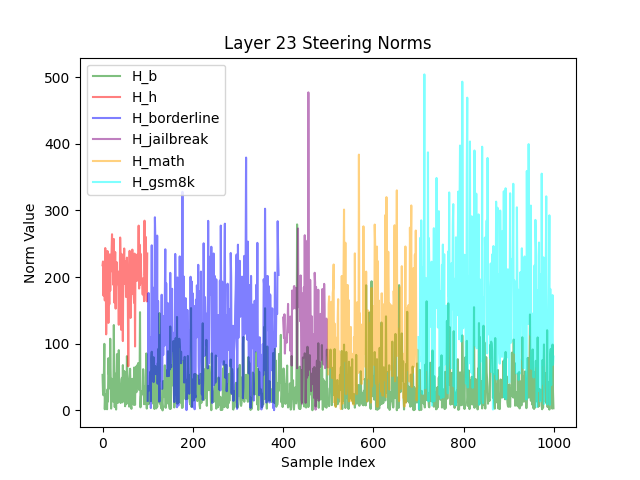 Layer 23 Steering Norms
H_b
H_h
H_borderline
H_jailbreak
H_math
H_gsm8k
500
400
300
200
100
0
Norm Value
0 200 400 600 800 1000
Sample Index